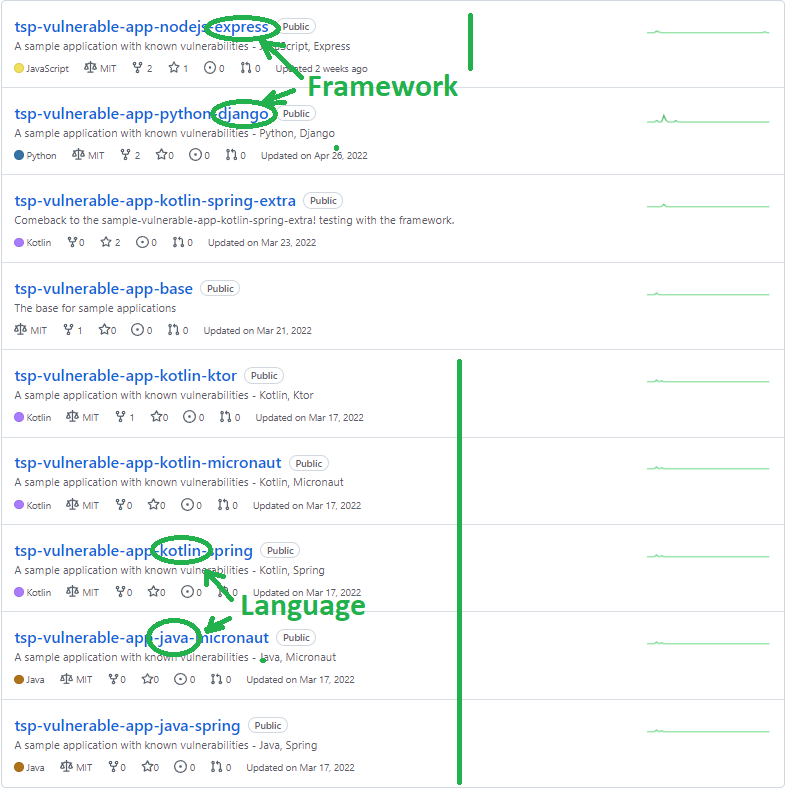 tsp-vulnerable-app-nodejs-express Public
A sample application with known vulnerabilities - JavaScript, Express
JavaScript MIT 2 1 0 0 Updated 2 weeks ago
Framework
tsp-vulnerable-app-python-django Public
A sample application with known vulnerabilities - Python, Django
Python MIT 2 0 0 0 Updated on Apr 26, 2022
tsp-vulnerable-app-kotlin-spring-extra Public
Comeback to the sample-vulnerable-app-kotlin-spring-extra! testing with the framework.
Kotlin 0 2 0 0 Updated on Mar 23, 2022
tsp-vulnerable-app-base Public
The base for sample applications
MIT 1 0 0 0 Updated on Mar 21, 2022
tsp-vulnerable-app-kotlin-ktor Public
A sample application with known vulnerabilities - Kotlin, Ktor
Kotlin MIT 1 0 0 0 Updated on Mar 17, 2022
tsp-vulnerable-app-kotlin-micronaut Public
A sample application with known vulnerabilities - Kotlin, Micronaut
Kotlin MIT 0 0 0 0 Updated on Mar 17, 2022
tsp-vulnerable-app-kotlin-spring Public
A sample application with known vulnerabilities - Kotlin, Spring
Kotlin MIT 0 0 0 0 Updated on Mar 17, 2022
Language
tsp-vulnerable-app-java-micronaut Public
A sample application with known vulnerabilities - Java, Micronaut
Java MIT 0 0 0 0 Updated on Mar 17, 2022
tsp-vulnerable-app-java-spring Public
A sample application with known vulnerabilities - Java, Spring
Java MIT 0 0 0 0 Updated on Mar 17, 2022